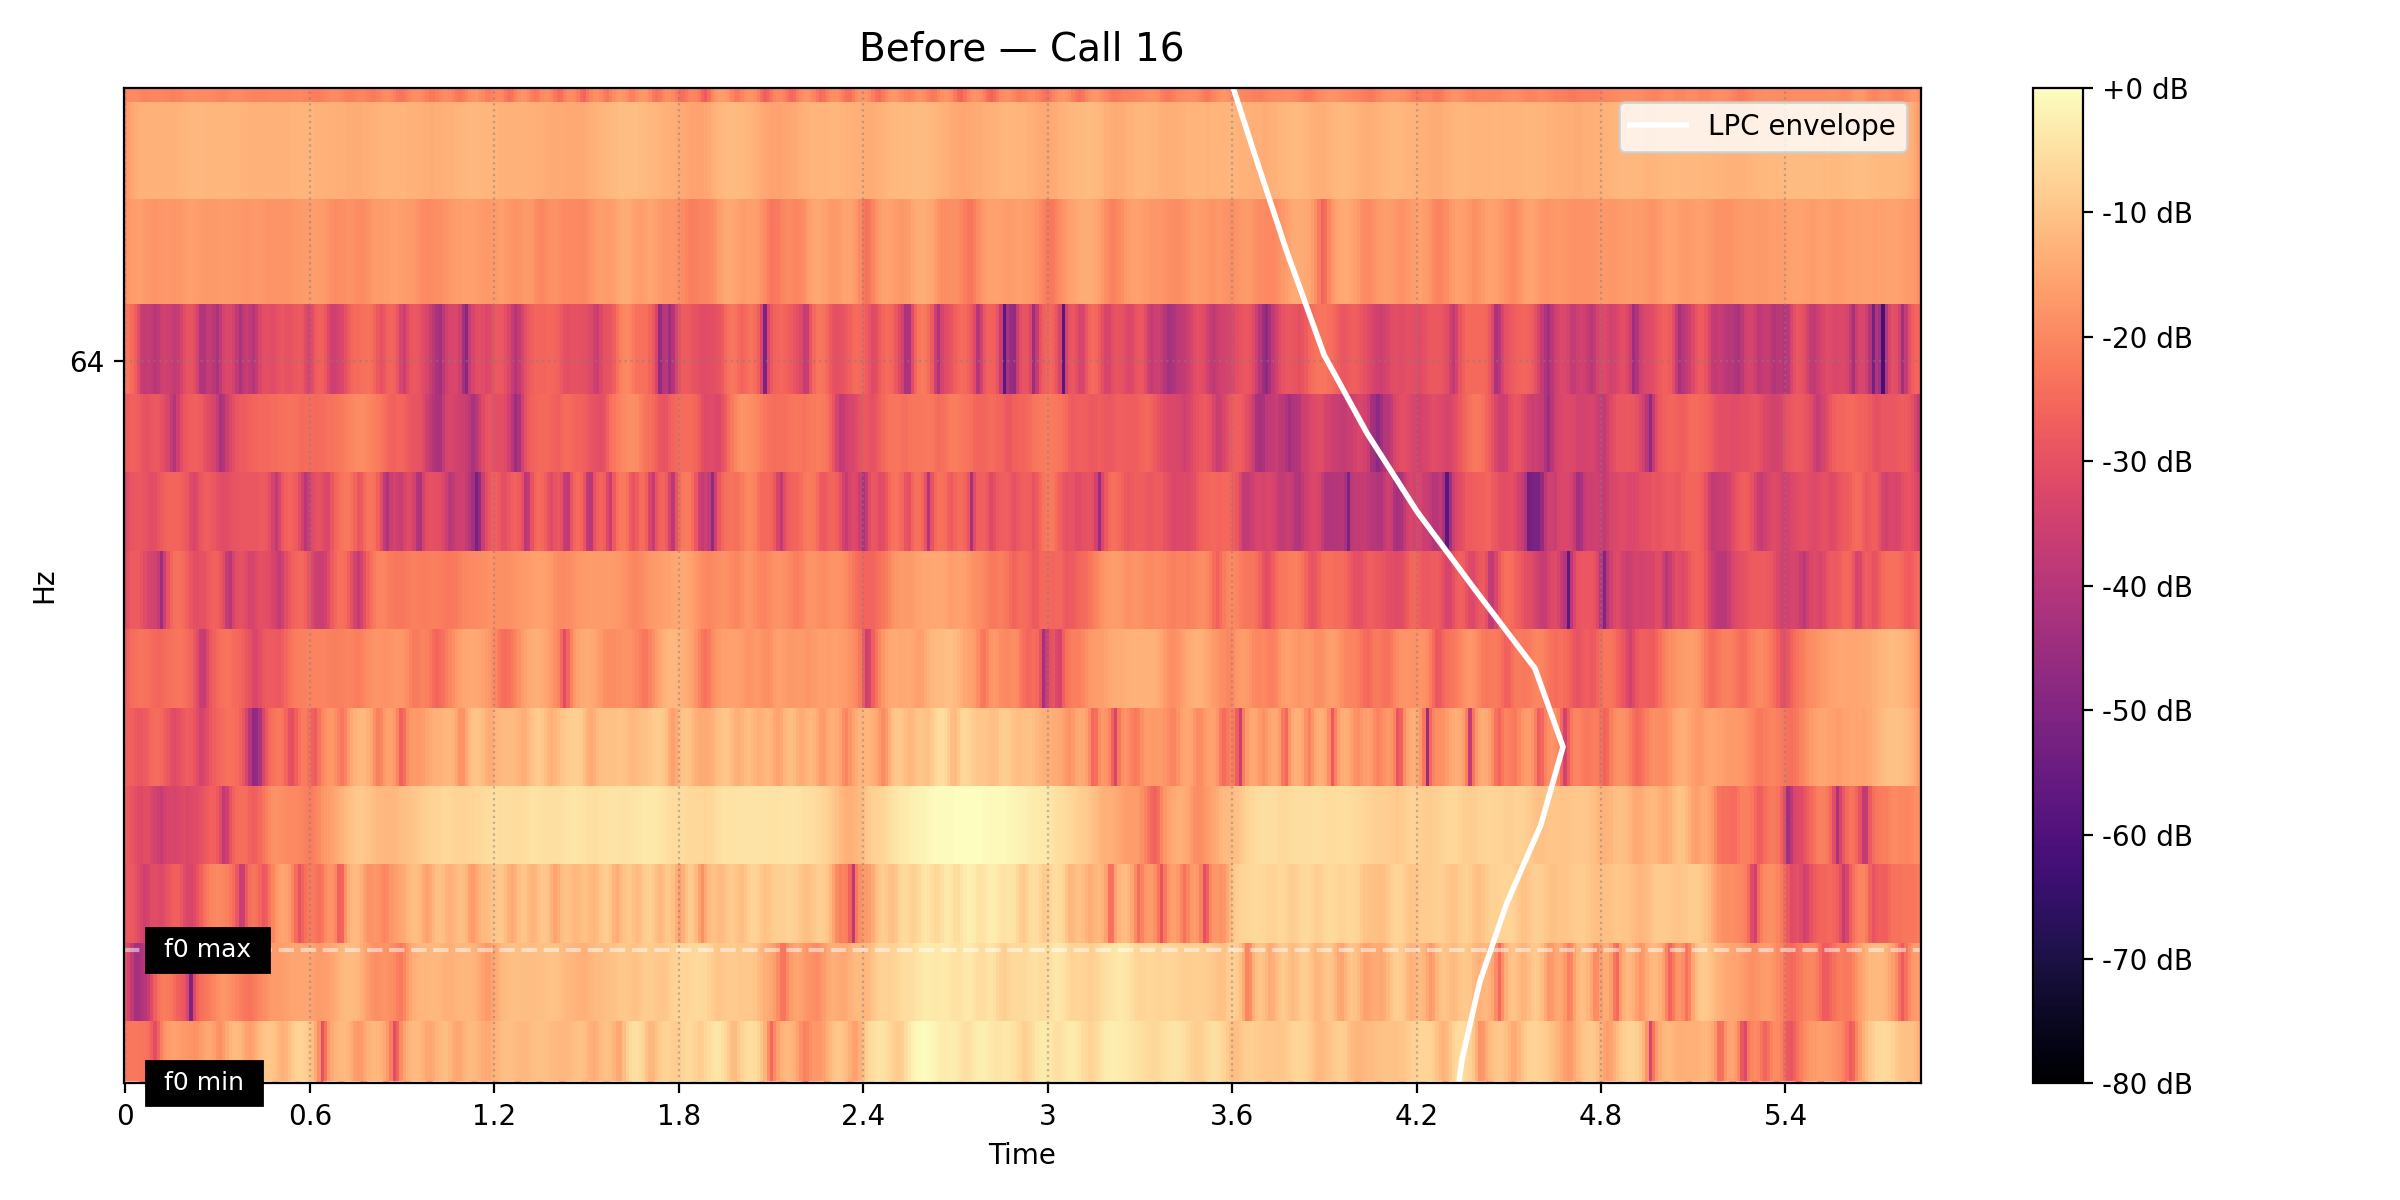 Before — Call 16
LPC envelope
64
Hz
f0 max
f0 min
0 0.6 1.2 1.8 2.4 3 3.6 4.2 4.8 5.4
Time
+0 dB
-10 dB
-20 dB
-30 dB
-40 dB
-50 dB
-60 dB
-70 dB
-80 dB